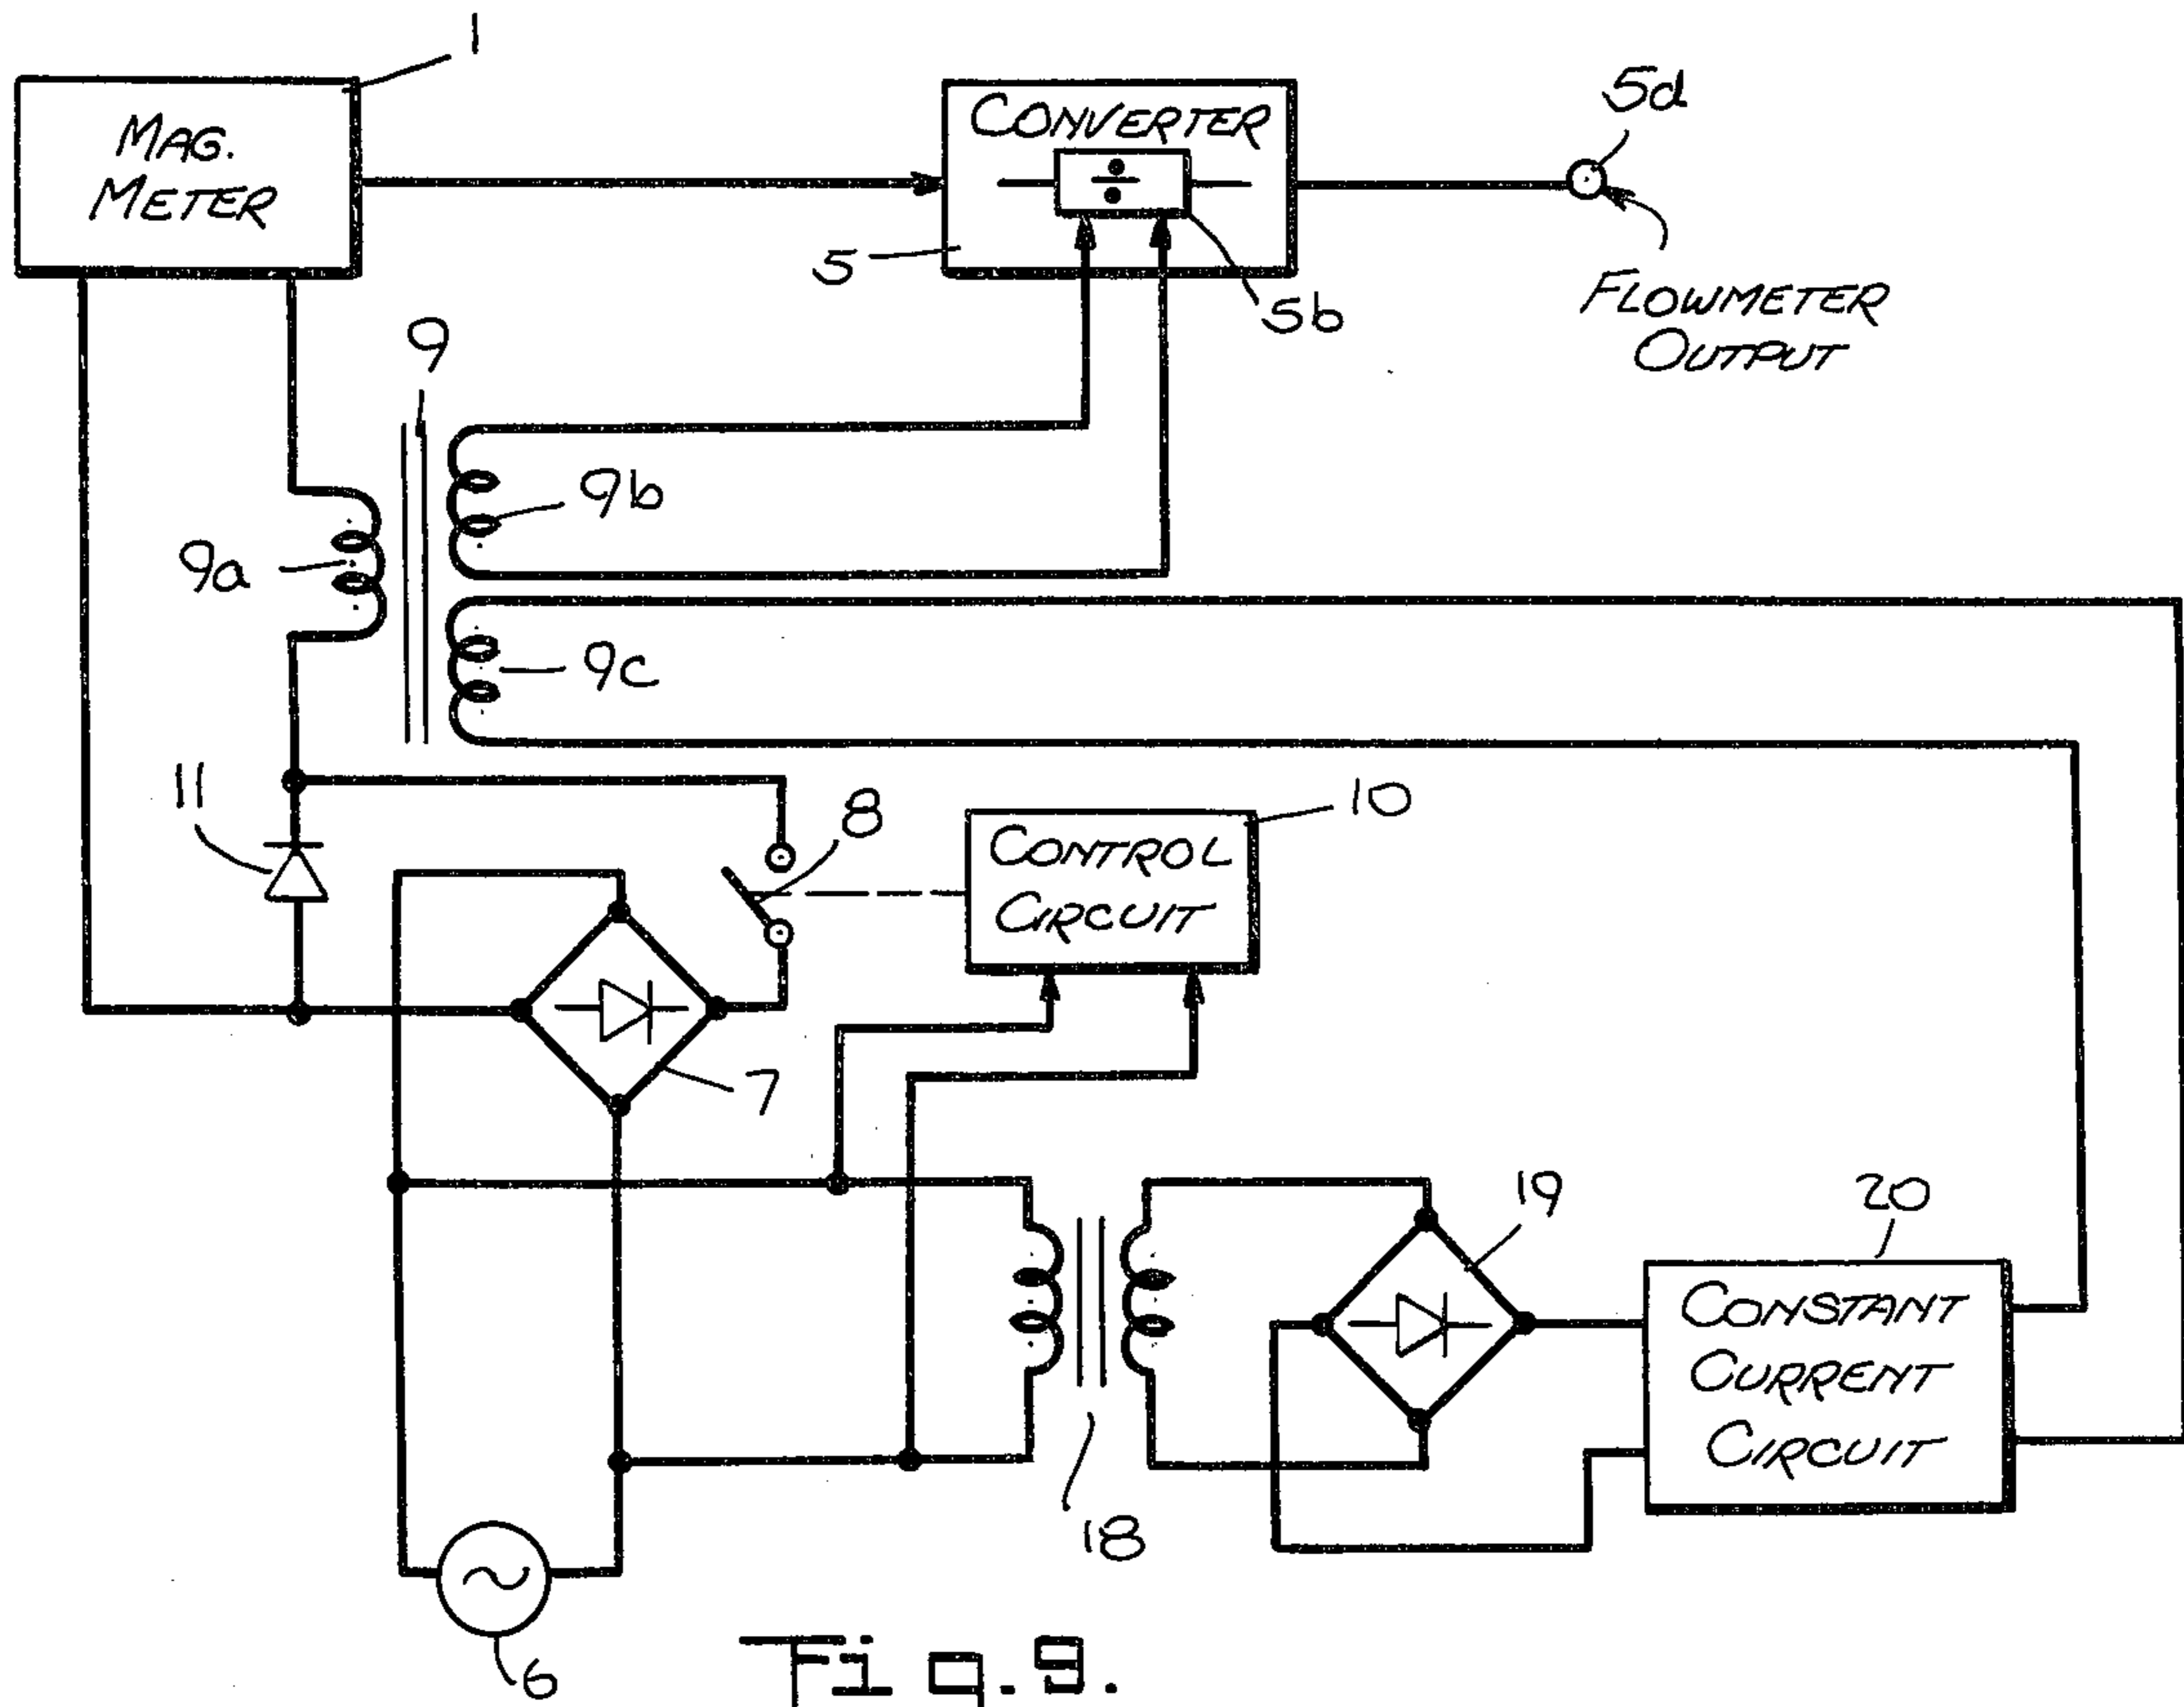 1
MAG.
METER
CONVERTER
÷
5
5b
5d
FLOWMETER
OUTPUT
9
9a
9b
9c
11
8
10
CONTROL
CIRCUIT
7
19
20
CONSTANT
CURRENT
CIRCUIT
18
6
Fig. 9.